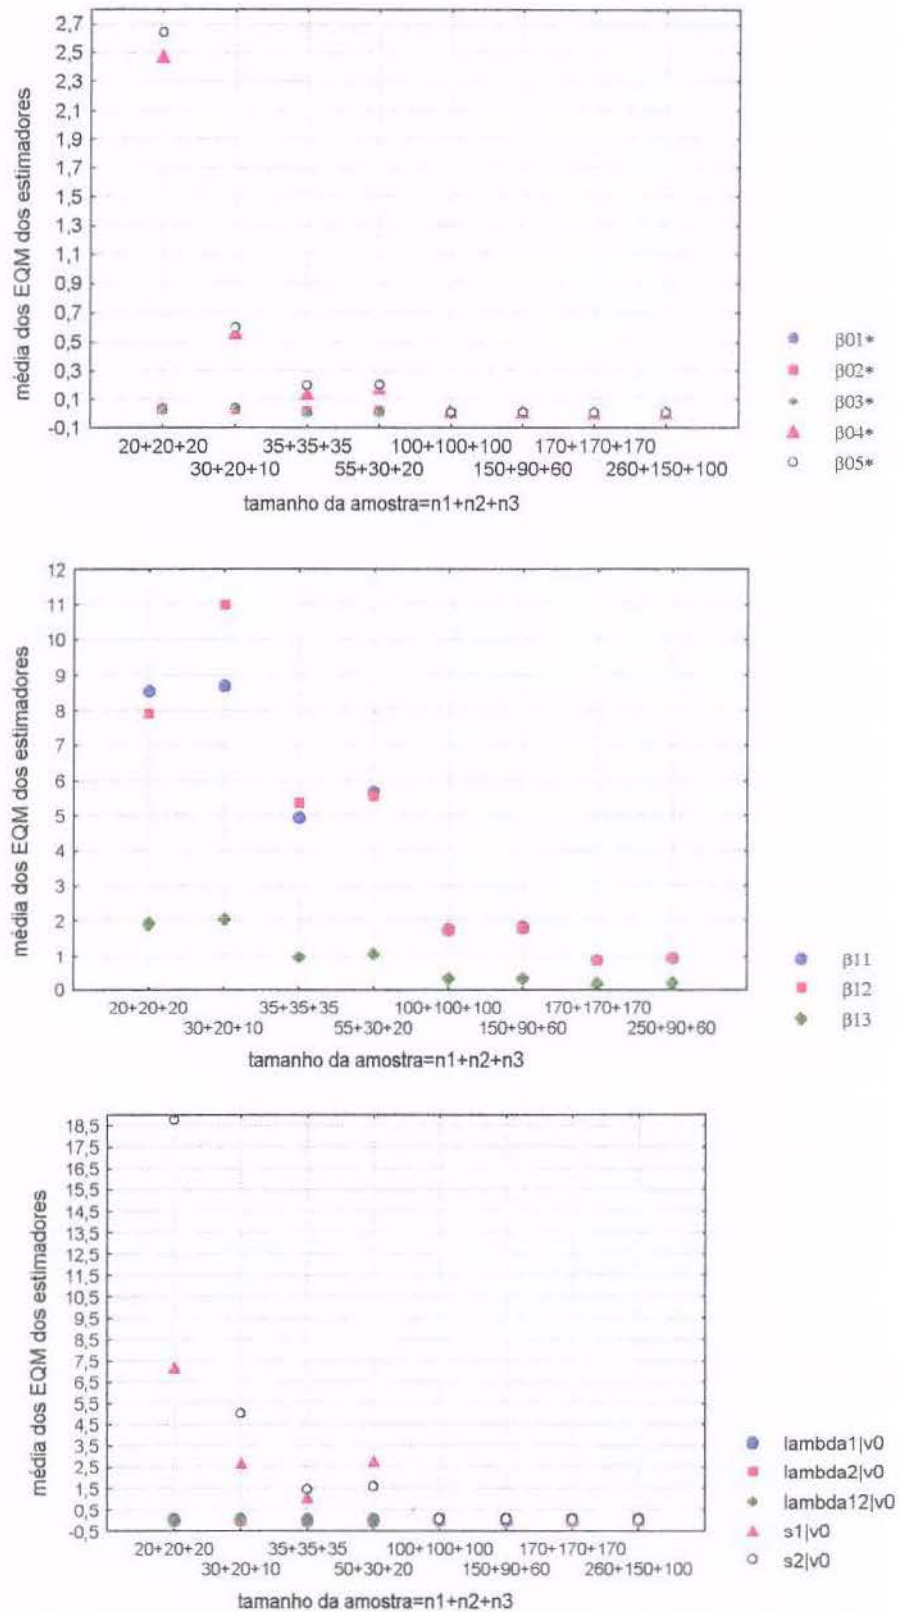 média dos EQM dos estimadores
2,7
2,5
2,3
2,1
1,9
1,7
1,5
1,3
1,1
0,9
0,7
0,5
0,3
0,1
-0,1
20+20+20 35+35+35 100+100+100 170+170+170
30+20+10 55+30+20 150+90+60 260+150+100
tamanho da amostra=n1+n2+n3
β01*
β02*
β03*
β04*
β05*
média dos EQM dos estimadores
12
11
10
9
8
7
6
5
4
3
2
1
0
20+20+20 35+35+35 100+100+100 170+170+170
30+20+10 55+30+20 150+90+60 250+90+60
tamanho da amostra=n1+n2+n3
β11
β12
β13
média dos EQM dos estimadores
18,5
17,5
16,5
15,5
14,5
13,5
12,5
11,5
10,5
9,5
8,5
7,5
6,5
5,5
4,5
3,5
2,5
1,5
0,5
-0,5
20+20+20 35+35+35 100+100+100 170+170+170
30+20+10 50+30+20 150+90+60 260+150+100
tamanho da amostra=n1+n2+n3
lambda1|v0
lambda2|v0
lambda12|v0
s1|v0
s2|v0